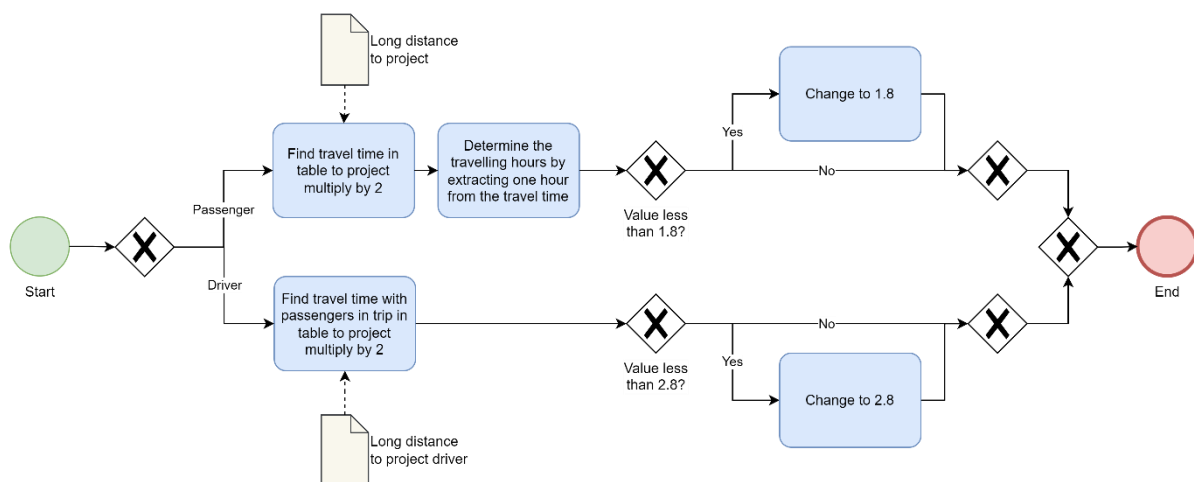 Long distance
to project
Change to 1.8
Yes
Find travel time in
table to project
multiply by 2
Determine the
travelling hours by
extracting one hour
from the travel time
No
Passenger
Value less
than 1.8?
Start
End
Driver
Find travel time with
passengers in trip in
table to project
multiply by 2
No
Value less
than 2.8?
Yes
Change to 2.8
Long distance
to project driver